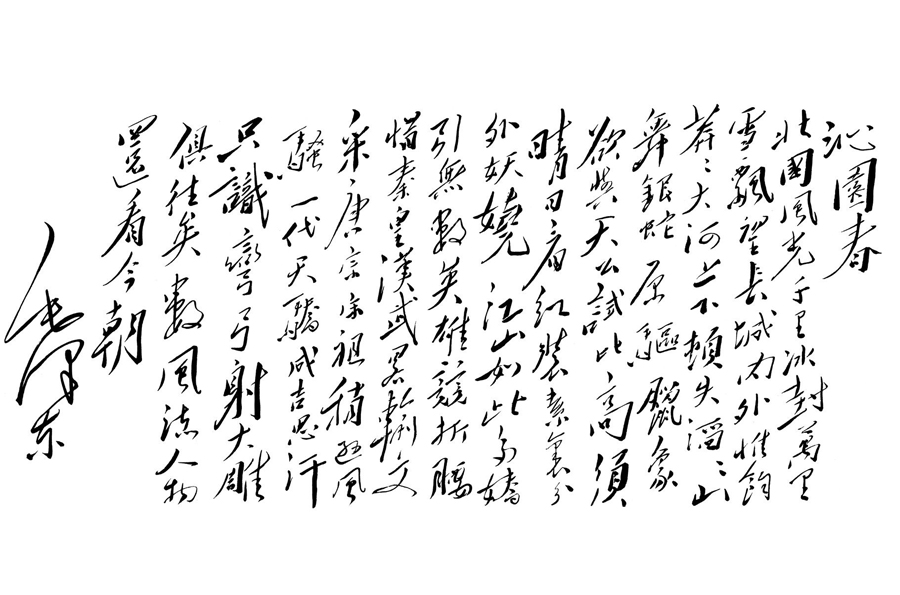 沁園春
北國風光千里冰封萬里
雪飄望長城內外惟餘
莽〻大河上下頓失滔〻山
舞銀蛇原驅臘象
欲與天公試比高須
晴日看紅裝素裹分
外妖嬈江山如此多嬌
引無數英雄競折腰
惜秦皇漢武略輸文
采唐宗宋祖稍遜風
騷一代天驕成吉思汗
只識彎弓射大雕
俱往矣數風流人物
還看今朝
毛澤東